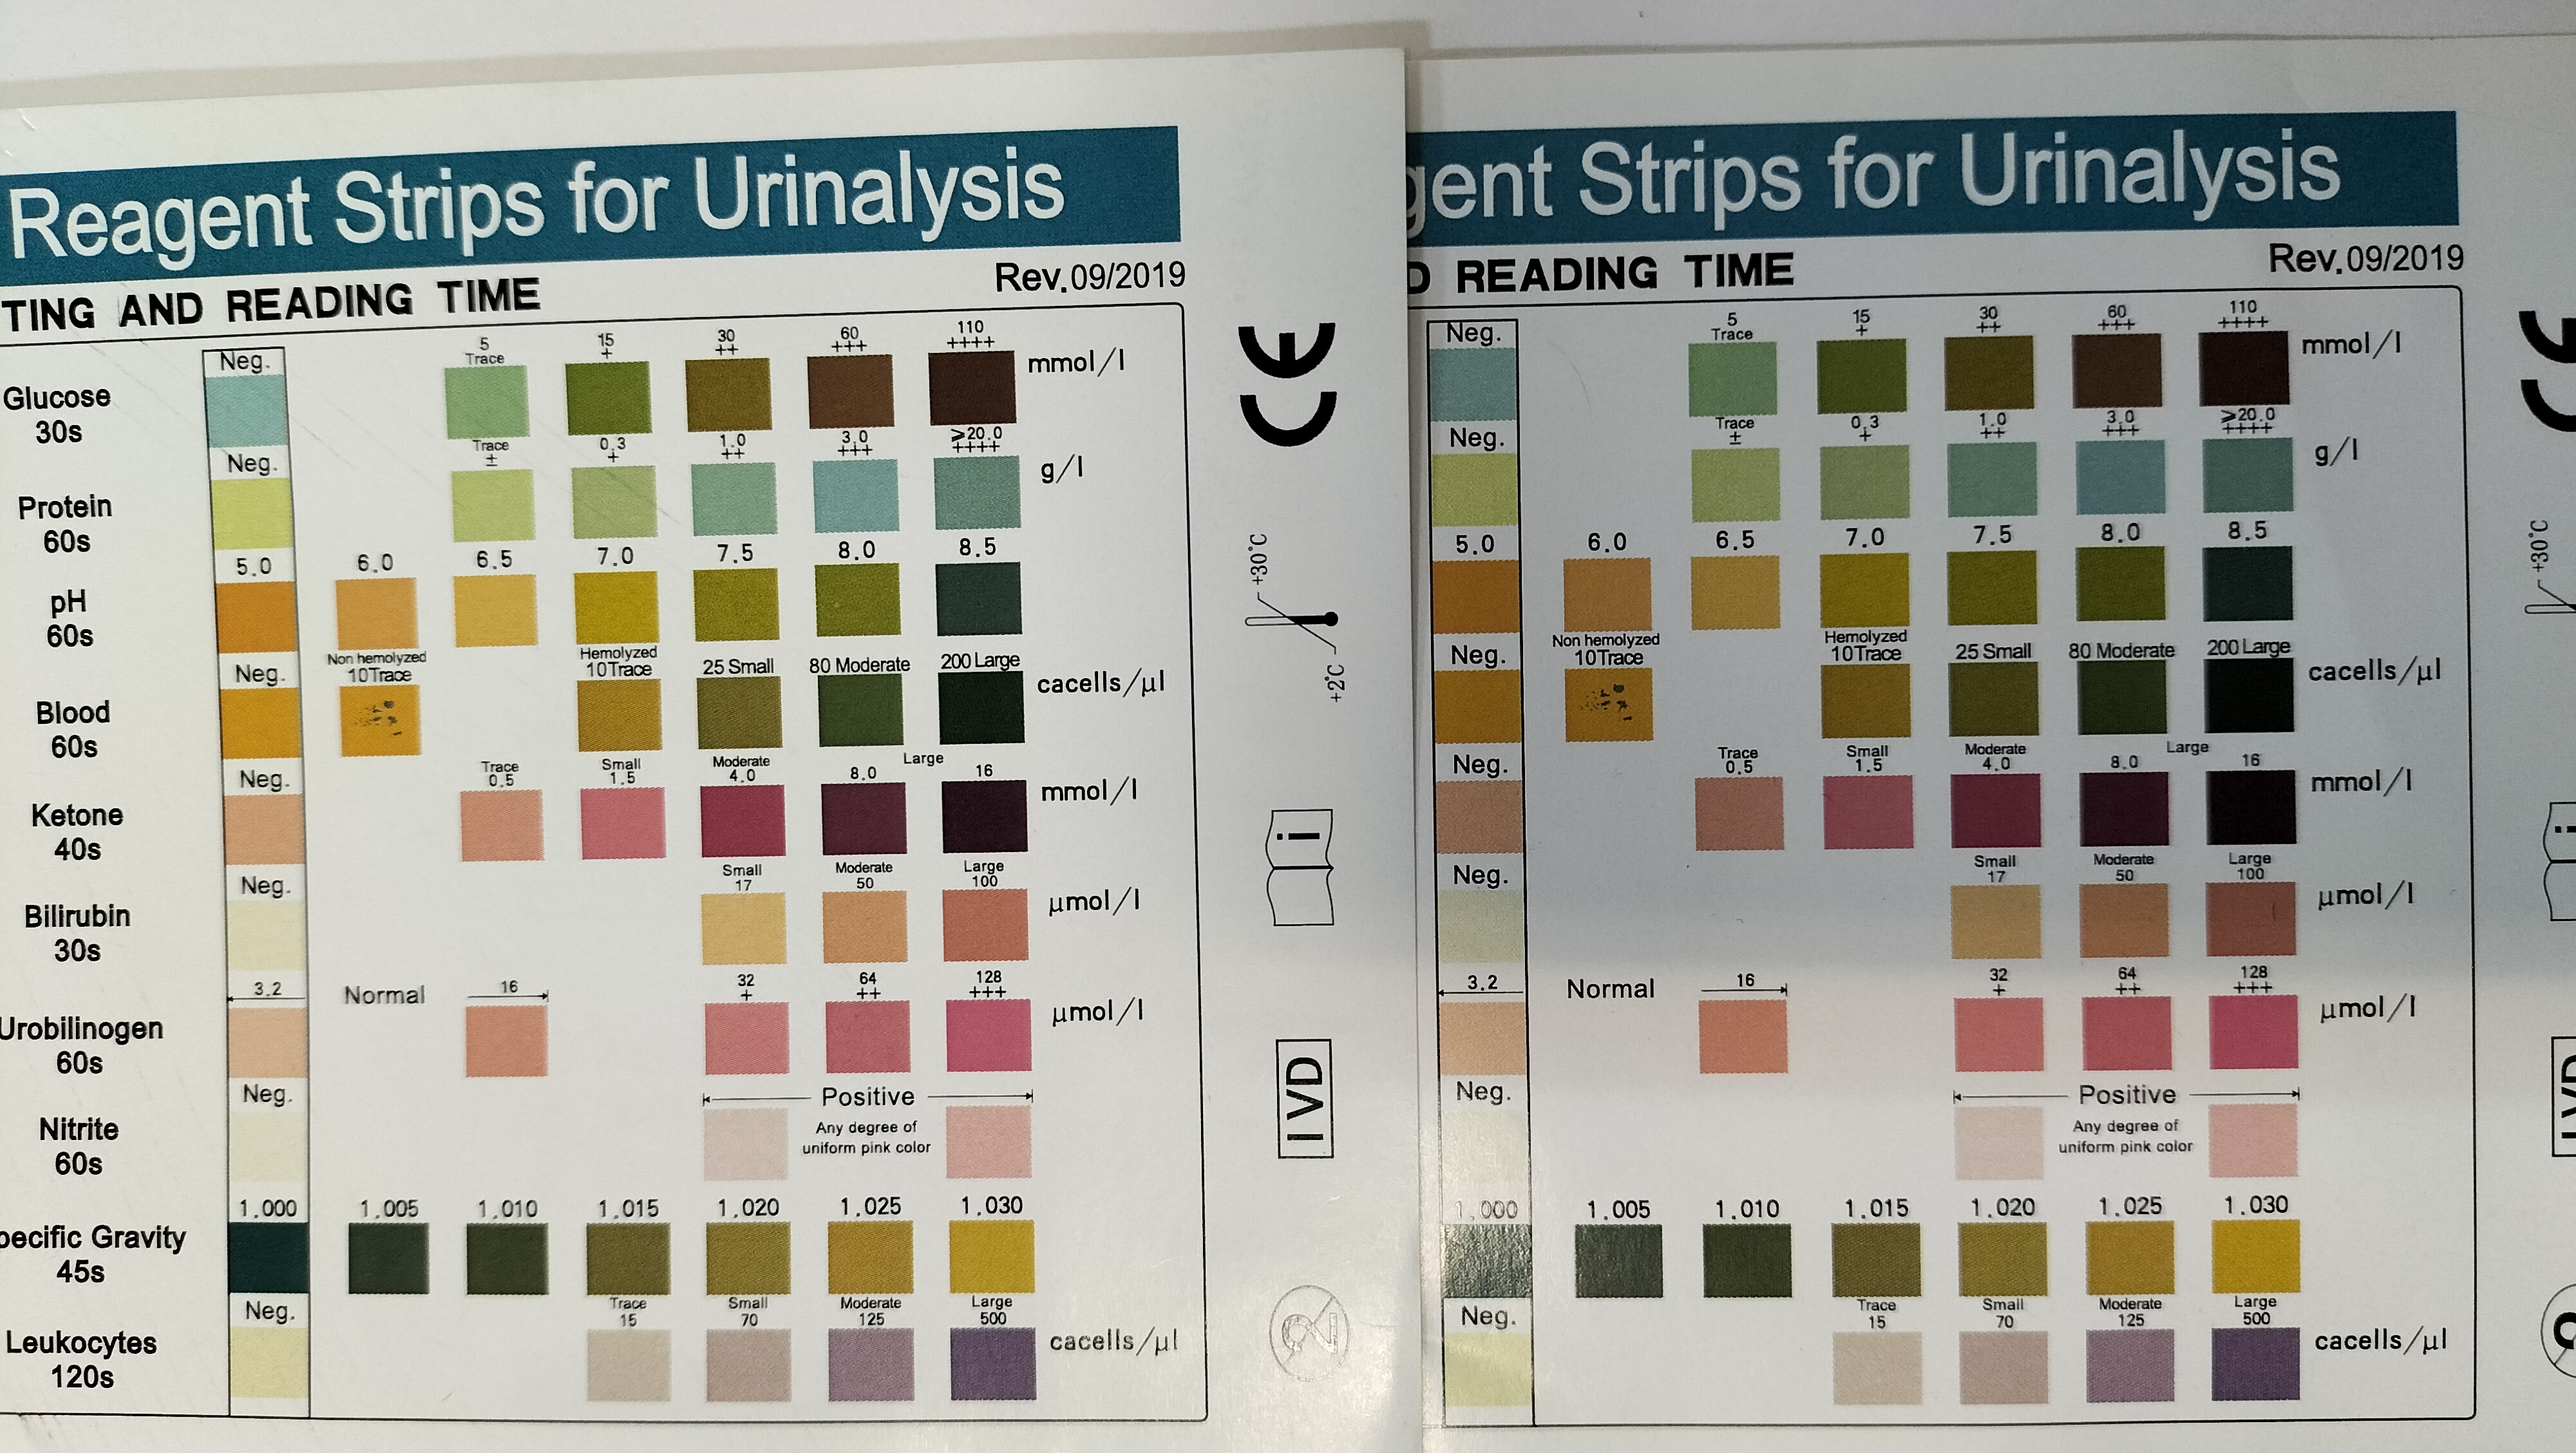 Reagent Strips for Urinalysis
TING AND READING TIME
Rev.09/2019
Glucose
30s
Neg.
5
Trace
15
+
30
++
60
+++
110
++++
mmol/l
Protein
60s
Neg.
Trace
±
0.3
+
1.0
++
3.0
+++
≥20.0
++++
g/l
pH
60s
5.0 6.0 6.5 7.0 7.5 8.0 8.5
Blood
60s
Neg.
Non hemolyzed
10Trace
Hemolyzed
10Trace
25 Small
80 Moderate
200 Large
cacells/μl
Ketone
40s
Neg.
Trace
0.5
Small
1.5
Moderate
4.0
Large
8.0
16
mmol/l
Bilirubin
30s
Neg.
Small
17
Moderate
50
Large
100
μmol/l
Urobilinogen
60s
3.2
Normal
16
32
+
64
++
128
+++
μmol/l
Nitrite
60s
Neg.
Positive
Any degree of
uniform pink color
pecific Gravity
45s
1.000 1.005 1.010 1.015 1.020 1.025 1.030
Leukocytes
120s
Neg.
Trace
15
Small
70
Moderate
125
Large
500
cacells/μl
CE
+30°C
+2°C
i
IVD
2
gent Strips for Urinalysis
D READING TIME
Rev.09/2019
Neg.
5
Trace
15
+
30
++
60
+++
110
++++
mmol/l
Neg.
Trace
±
0.3
+
1.0
++
3.0
+++
≥20.0
++++
g/l
5.0 6.0 6.5 7.0 7.5 8.0 8.5
Neg.
Non hemolyzed
10Trace
Hemolyzed
10Trace
25 Small
80 Moderate
200 Large
cacells/μl
Neg.
Trace
0.5
Small
1.5
Moderate
4.0
Large
8.0
16
mmol/l
Neg.
Small
17
Moderate
50
Large
100
μmol/l
3.2
Normal
16
32
+
64
++
128
+++
μmol/l
Neg.
Positive
Any degree of
uniform pink color
1.000 1.005 1.010 1.015 1.020 1.025 1.030
Neg.
Trace
15
Small
70
Moderate
125
Large
500
cacells/μl
CE
+30°C
i